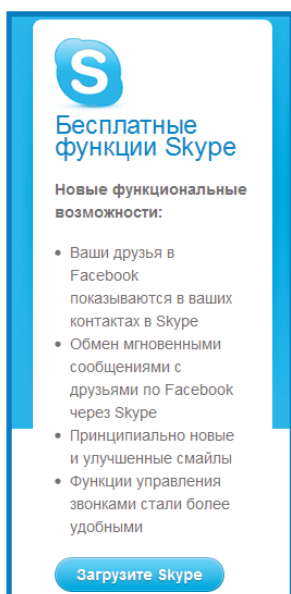 S
Бесплатные
функции Skype
Новые функциональные
возможности:
• Ваши друзья в
Facebook
показываются в ваших
контактах в Skype
• Обмен мгновенными
сообщениями с
друзьями по Facebook
через Skype
• Принципиально новые
и улучшенные смайлы
• Функции управления
звонками стали более
удобными
Загрузите Skype